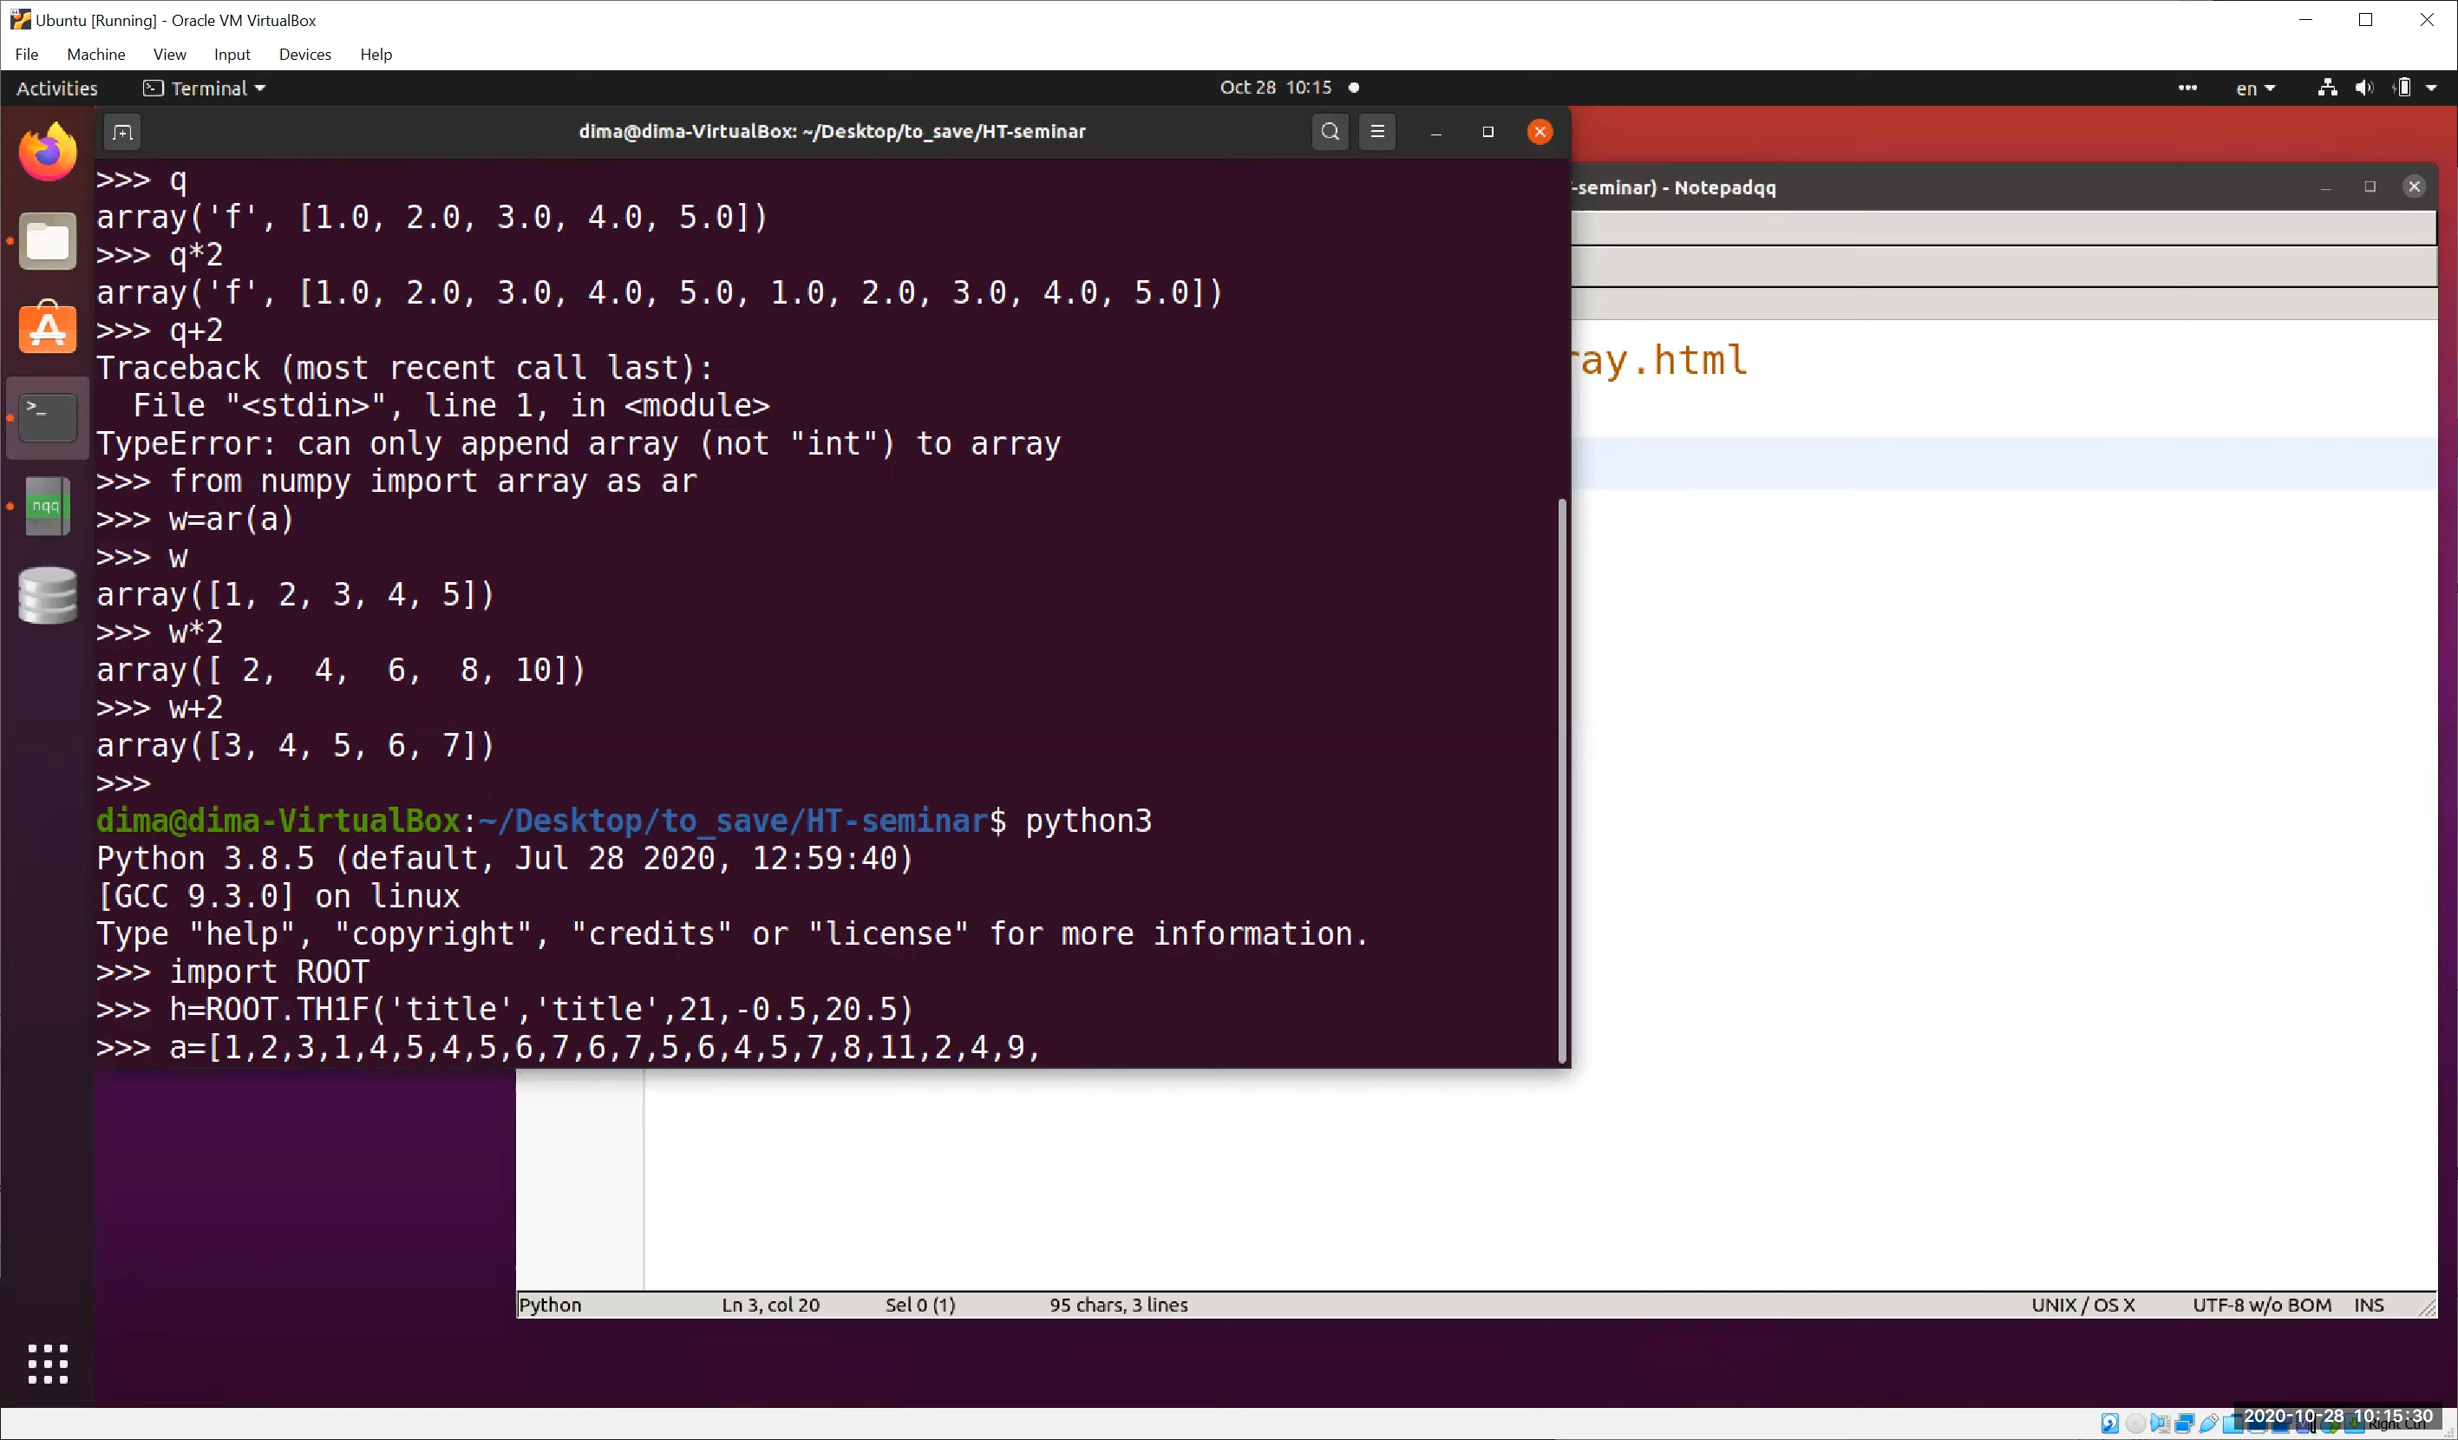 Ubuntu [Running] - Oracle VM VirtualBox
File Machine View Input Devices Help
Activities Terminal Oct 28 10:15 en
dima@dima-VirtualBox: ~/Desktop/to_save/HT-seminar
-seminar) - Notepadqq
>>> q
array('f', [1.0, 2.0, 3.0, 4.0, 5.0])
>>> q*2
array('f', [1.0, 2.0, 3.0, 4.0, 5.0, 1.0, 2.0, 3.0, 4.0, 5.0])
>>> q+2
Traceback (most recent call last):
ray.html
  File "<stdin>", line 1, in <module>
TypeError: can only append array (not "int") to array
>>> from numpy import array as ar
nqq
>>> w=ar(a)
>>> w
array([1, 2, 3, 4, 5])
>>> w*2
array([ 2,  4,  6,  8, 10])
>>> w+2
array([3, 4, 5, 6, 7])
>>>
dima@dima-VirtualBox:~/Desktop/to_save/HT-seminar$ python3
Python 3.8.5 (default, Jul 28 2020, 12:59:40)
[GCC 9.3.0] on linux
Type "help", "copyright", "credits" or "license" for more information.
>>> import ROOT
>>> h=ROOT.TH1F('title','title',21,-0.5,20.5)
>>> a=[1,2,3,1,4,5,4,5,6,7,6,7,5,6,4,5,7,8,11,2,4,9,
Python Ln 3, col 20 Sel 0 (1) 95 chars, 3 lines UNIX / OS X UTF-8 w/o BOM INS
2020-10-28 10:15:30
Right Ctrl